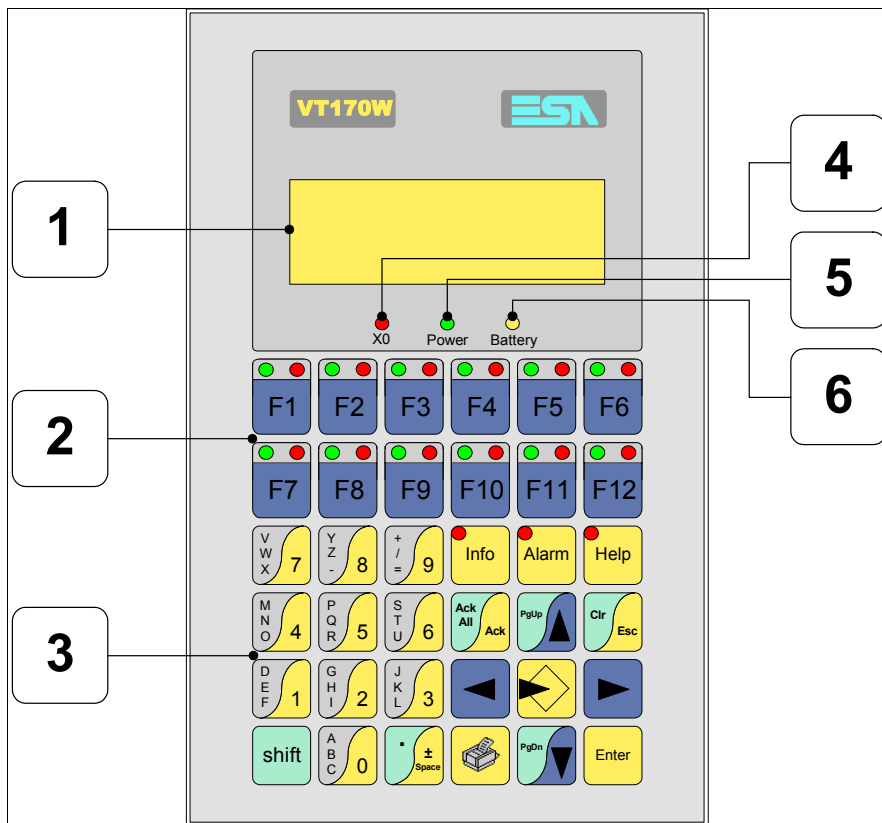 VT170W ESA
4
1
5
X0 Power Battery
6
F1 F2 F3 F4 F5 F6
2
F7 F8 F9 F10 F11 F12
V W X 7 Y Z - 8 + / = 9 Info Alarm Help
M N O 4 P Q R 5 S T U 6 Ack All Ack PgUp Clr Esc
3
D E F 1 G H I 2 J K L 3
shift A B C 0 . ± Space PgDn Enter